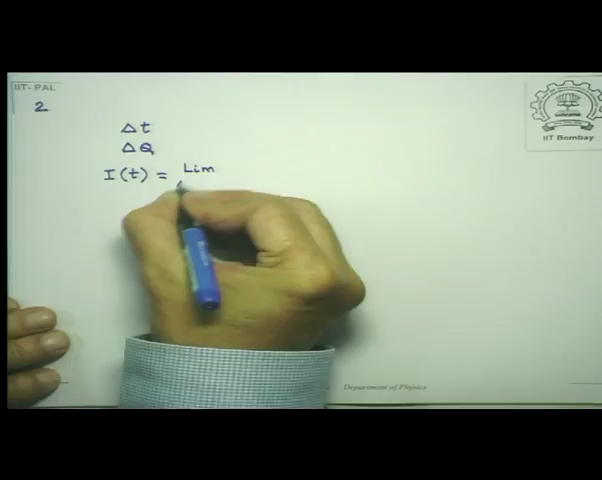 IIT- PAL
2
Δt
ΔQ
I(t) = Lim
IIT Bombay
Department of Physics